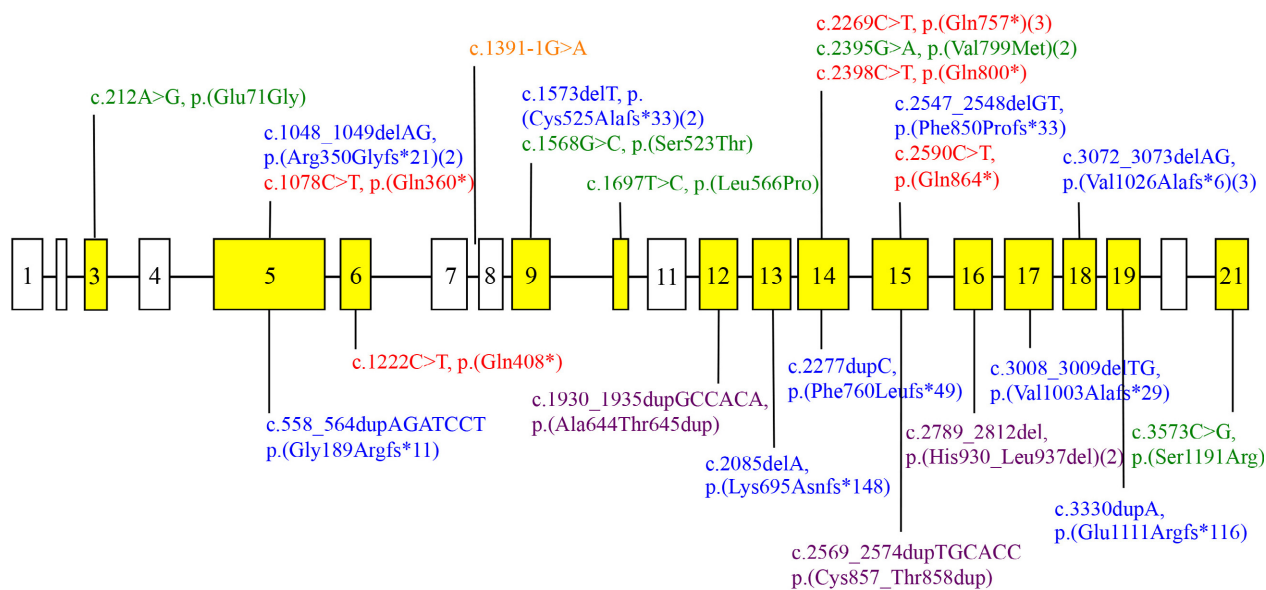 c.2269C>T, p.(Gln757*)(3)
c.2395G>A, p.(Val799Met)(2)
c.2398C>T, p.(Gln800*)
c.1391-1G>A
c.212A>G, p.(Glu71Gly)
c.1573delT, p.
(Cys525Alafs*33)(2)
c.1568G>C, p.(Ser523Thr)
c.2547_2548delGT,
p.(Phe850Profs*33)
c.2590C>T,
p.(Gln864*)
c.1048_1049delAG,
p.(Arg350Glyfs*21)(2)
c.1078C>T, p.(Gln360*)
c.3072_3073delAG,
p.(Val1026Alafs*6)(3)
c.1697T>C, p.(Leu566Pro)
1 3 4 5 6 7 8 9 11 12 13 14 15 16 17 18 19 21
c.1222C>T, p.(Gln408*)
c.2277dupC,
p.(Phe760Leufs*49)
c.3008_3009delTG,
p.(Val1003Alafs*29)
c.1930_1935dupGCCACA,
p.(Ala644Thr645dup)
c.558_564dupAGATCCT
p.(Gly189Argfs*11)
c.2789_2812del,
p.(His930_Leu937del)(2)
c.3573C>G,
p.(Ser1191Arg)
c.2085delA,
p.(Lys695Asnfs*148)
c.3330dupA,
p.(Glu1111Argfs*116)
c.2569_2574dupTGCACC
p.(Cys857_Thr858dup)